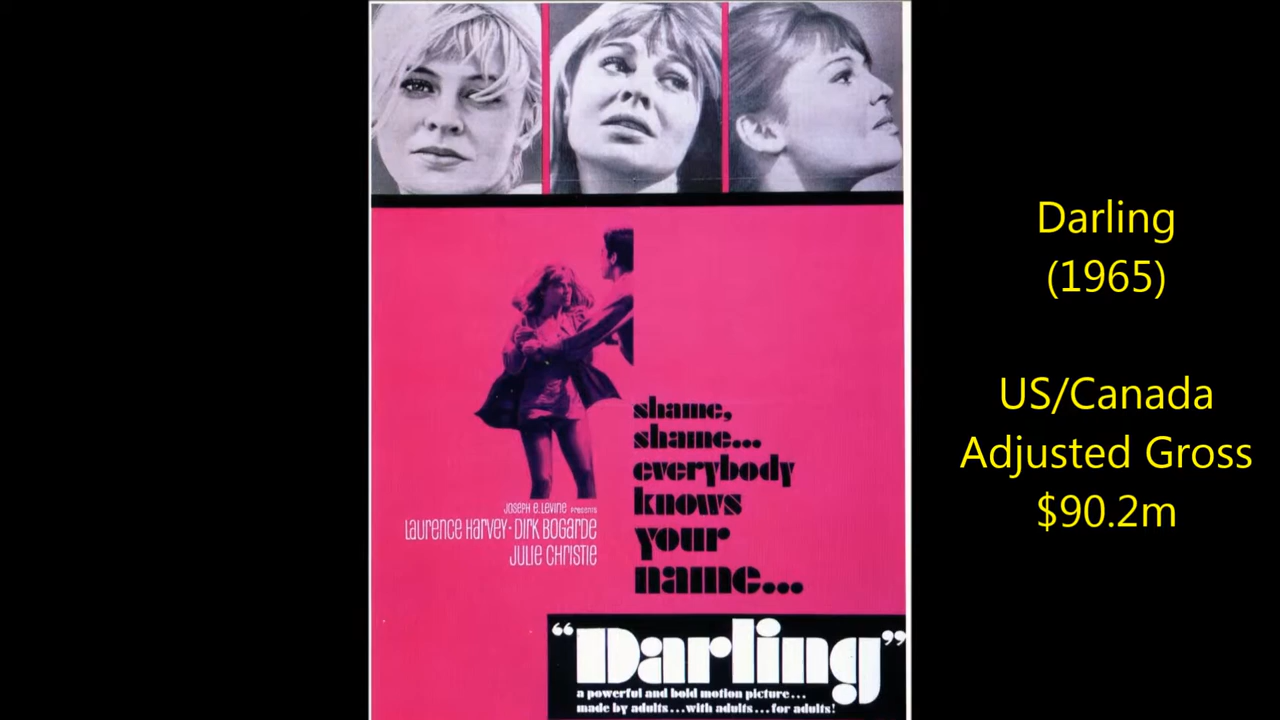 shame,
shame...
everybody
knows
your
name...
JOSEPH E. LEVINE PRESENTS
LAURENCE HARVEY · DIRK BOGARDE
JULIE CHRISTIE
“Darling”
a powerful and bold motion picture...
made by adults...with adults...for adults!
Darling
(1965)
US/Canada
Adjusted Gross
$90.2m